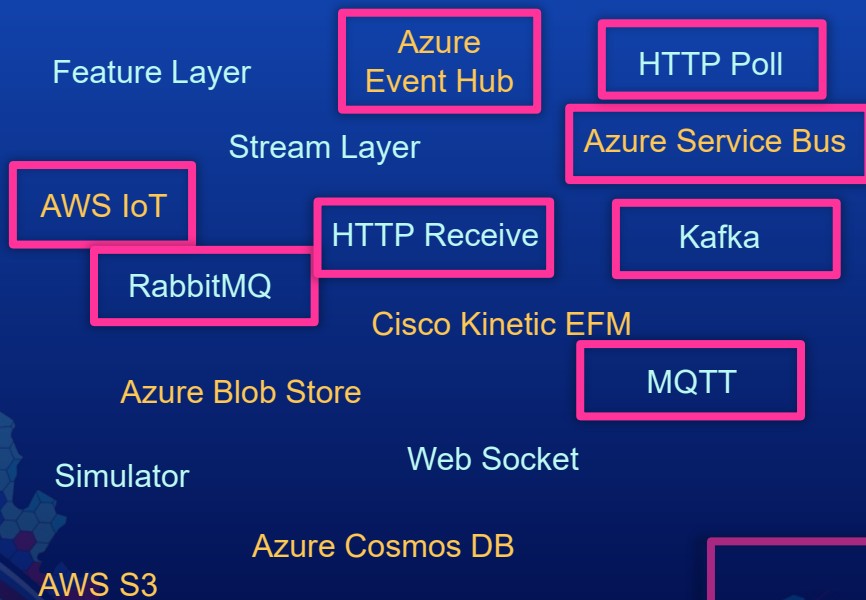 Feature Layer
Azure
Event Hub
HTTP Poll
Stream Layer
Azure Service Bus
AWS IoT
HTTP Receive
Kafka
RabbitMQ
Cisco Kinetic EFM
Azure Blob Store
MQTT
Web Socket
Simulator
Azure Cosmos DB
AWS S3